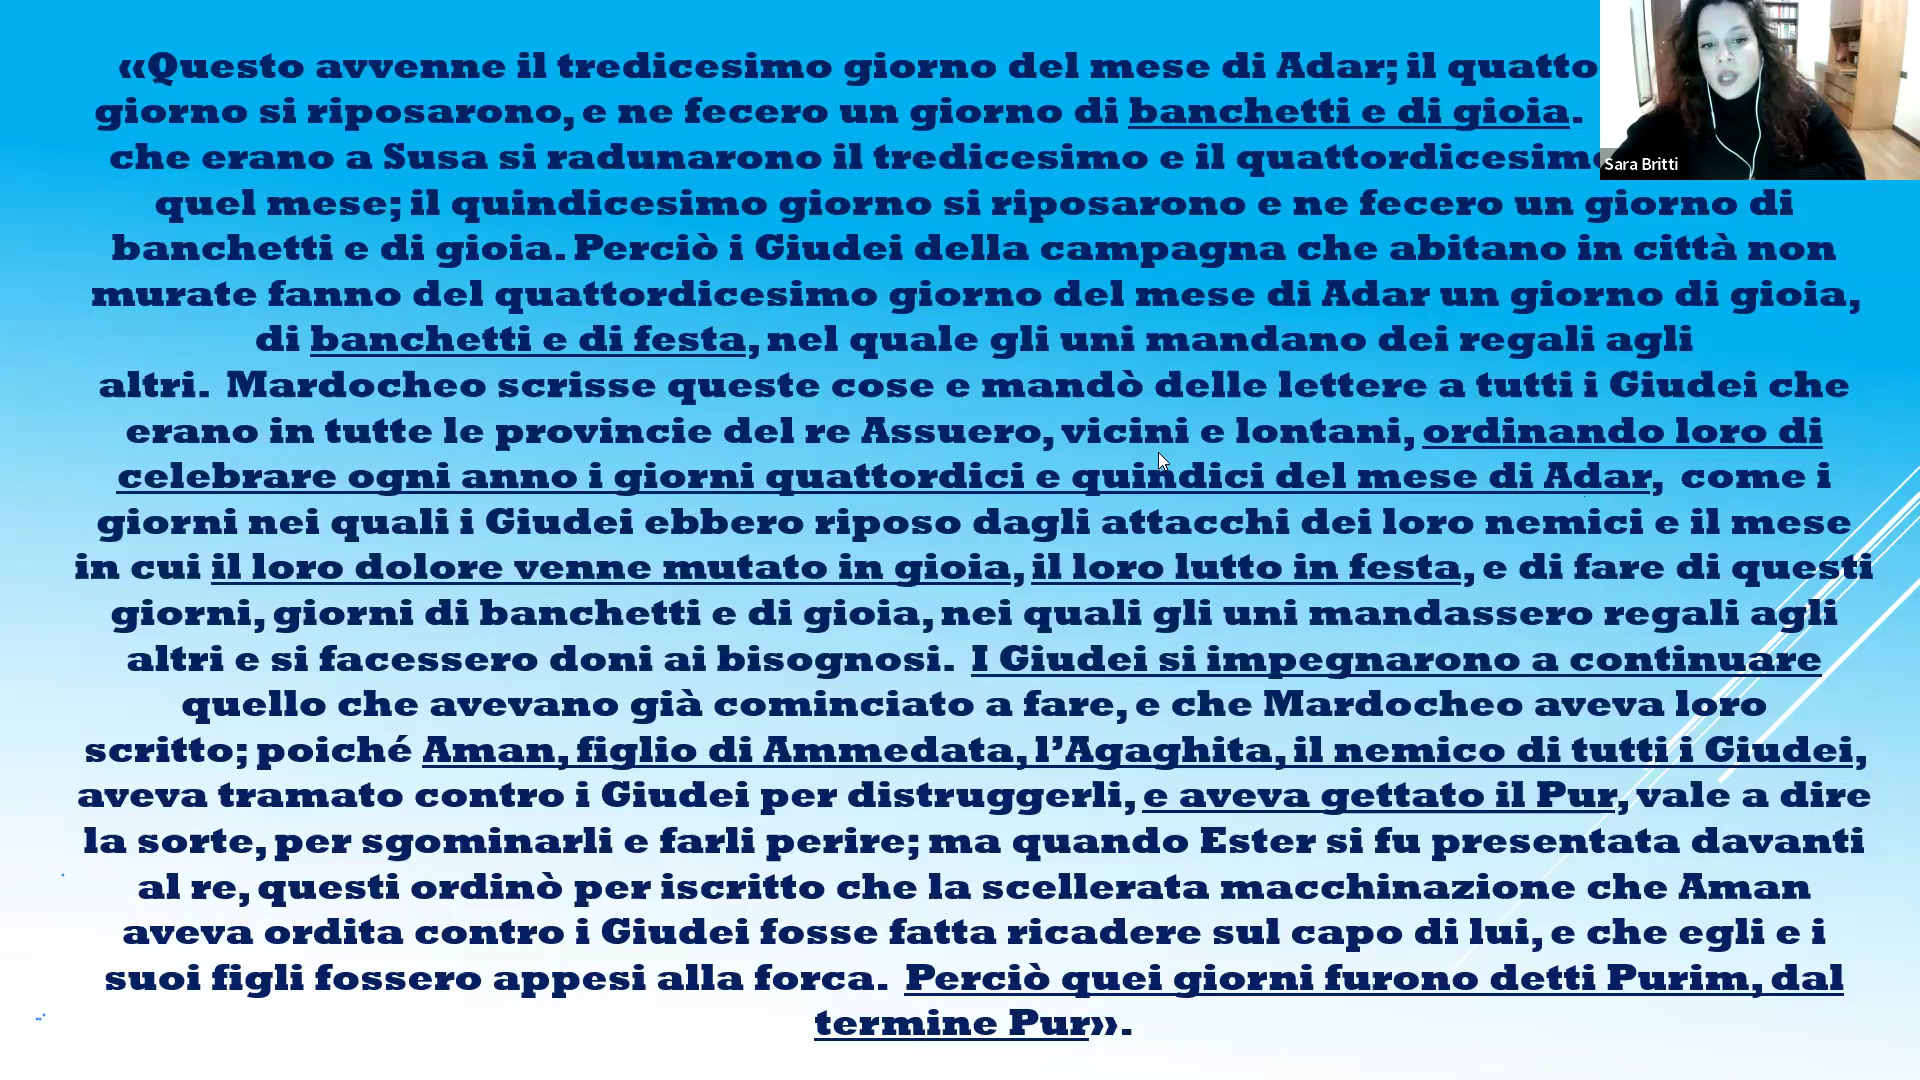 «Questo avvenne il tredicesimo giorno del mese di Adar; il quatto
giorno si riposarono, e ne fecero un giorno di banchetti e di gioia.
che erano a Susa si radunarono il tredicesimo e il quattordicesimo
quel mese; il quindicesimo giorno si riposarono e ne fecero un giorno di
banchetti e di gioia. Perciò i Giudei della campagna che abitano in città non
murate fanno del quattordicesimo giorno del mese di Adar un giorno di gioia,
di banchetti e di festa, nel quale gli uni mandano dei regali agli
altri. Mardocheo scrisse queste cose e mandò delle lettere a tutti i Giudei che
erano in tutte le provincie del re Assuero, vicini e lontani, ordinando loro di
celebrare ogni anno i giorni quattordici e quindici del mese di Adar, come i
giorni nei quali i Giudei ebbero riposo dagli attacchi dei loro nemici e il mese
in cui il loro dolore venne mutato in gioia, il loro lutto in festa, e di fare di questi
giorni, giorni di banchetti e di gioia, nei quali gli uni mandassero regali agli
altri e si facessero doni ai bisognosi. I Giudei si impegnarono a continuare
quello che avevano già cominciato a fare, e che Mardocheo aveva loro
scritto; poiché Aman, figlio di Ammedata, l’Agaghita, il nemico di tutti i Giudei,
aveva tramato contro i Giudei per distruggerli, e aveva gettato il Pur, vale a dire
la sorte, per sgominarli e farli perire; ma quando Ester si fu presentata davanti
al re, questi ordinò per iscritto che la scellerata macchinazione che Aman
aveva ordita contro i Giudei fosse fatta ricadere sul capo di lui, e che egli e i
suoi figli fossero appesi alla forca. Perciò quei giorni furono detti Purim, dal
termine Pur».
Sara Britti